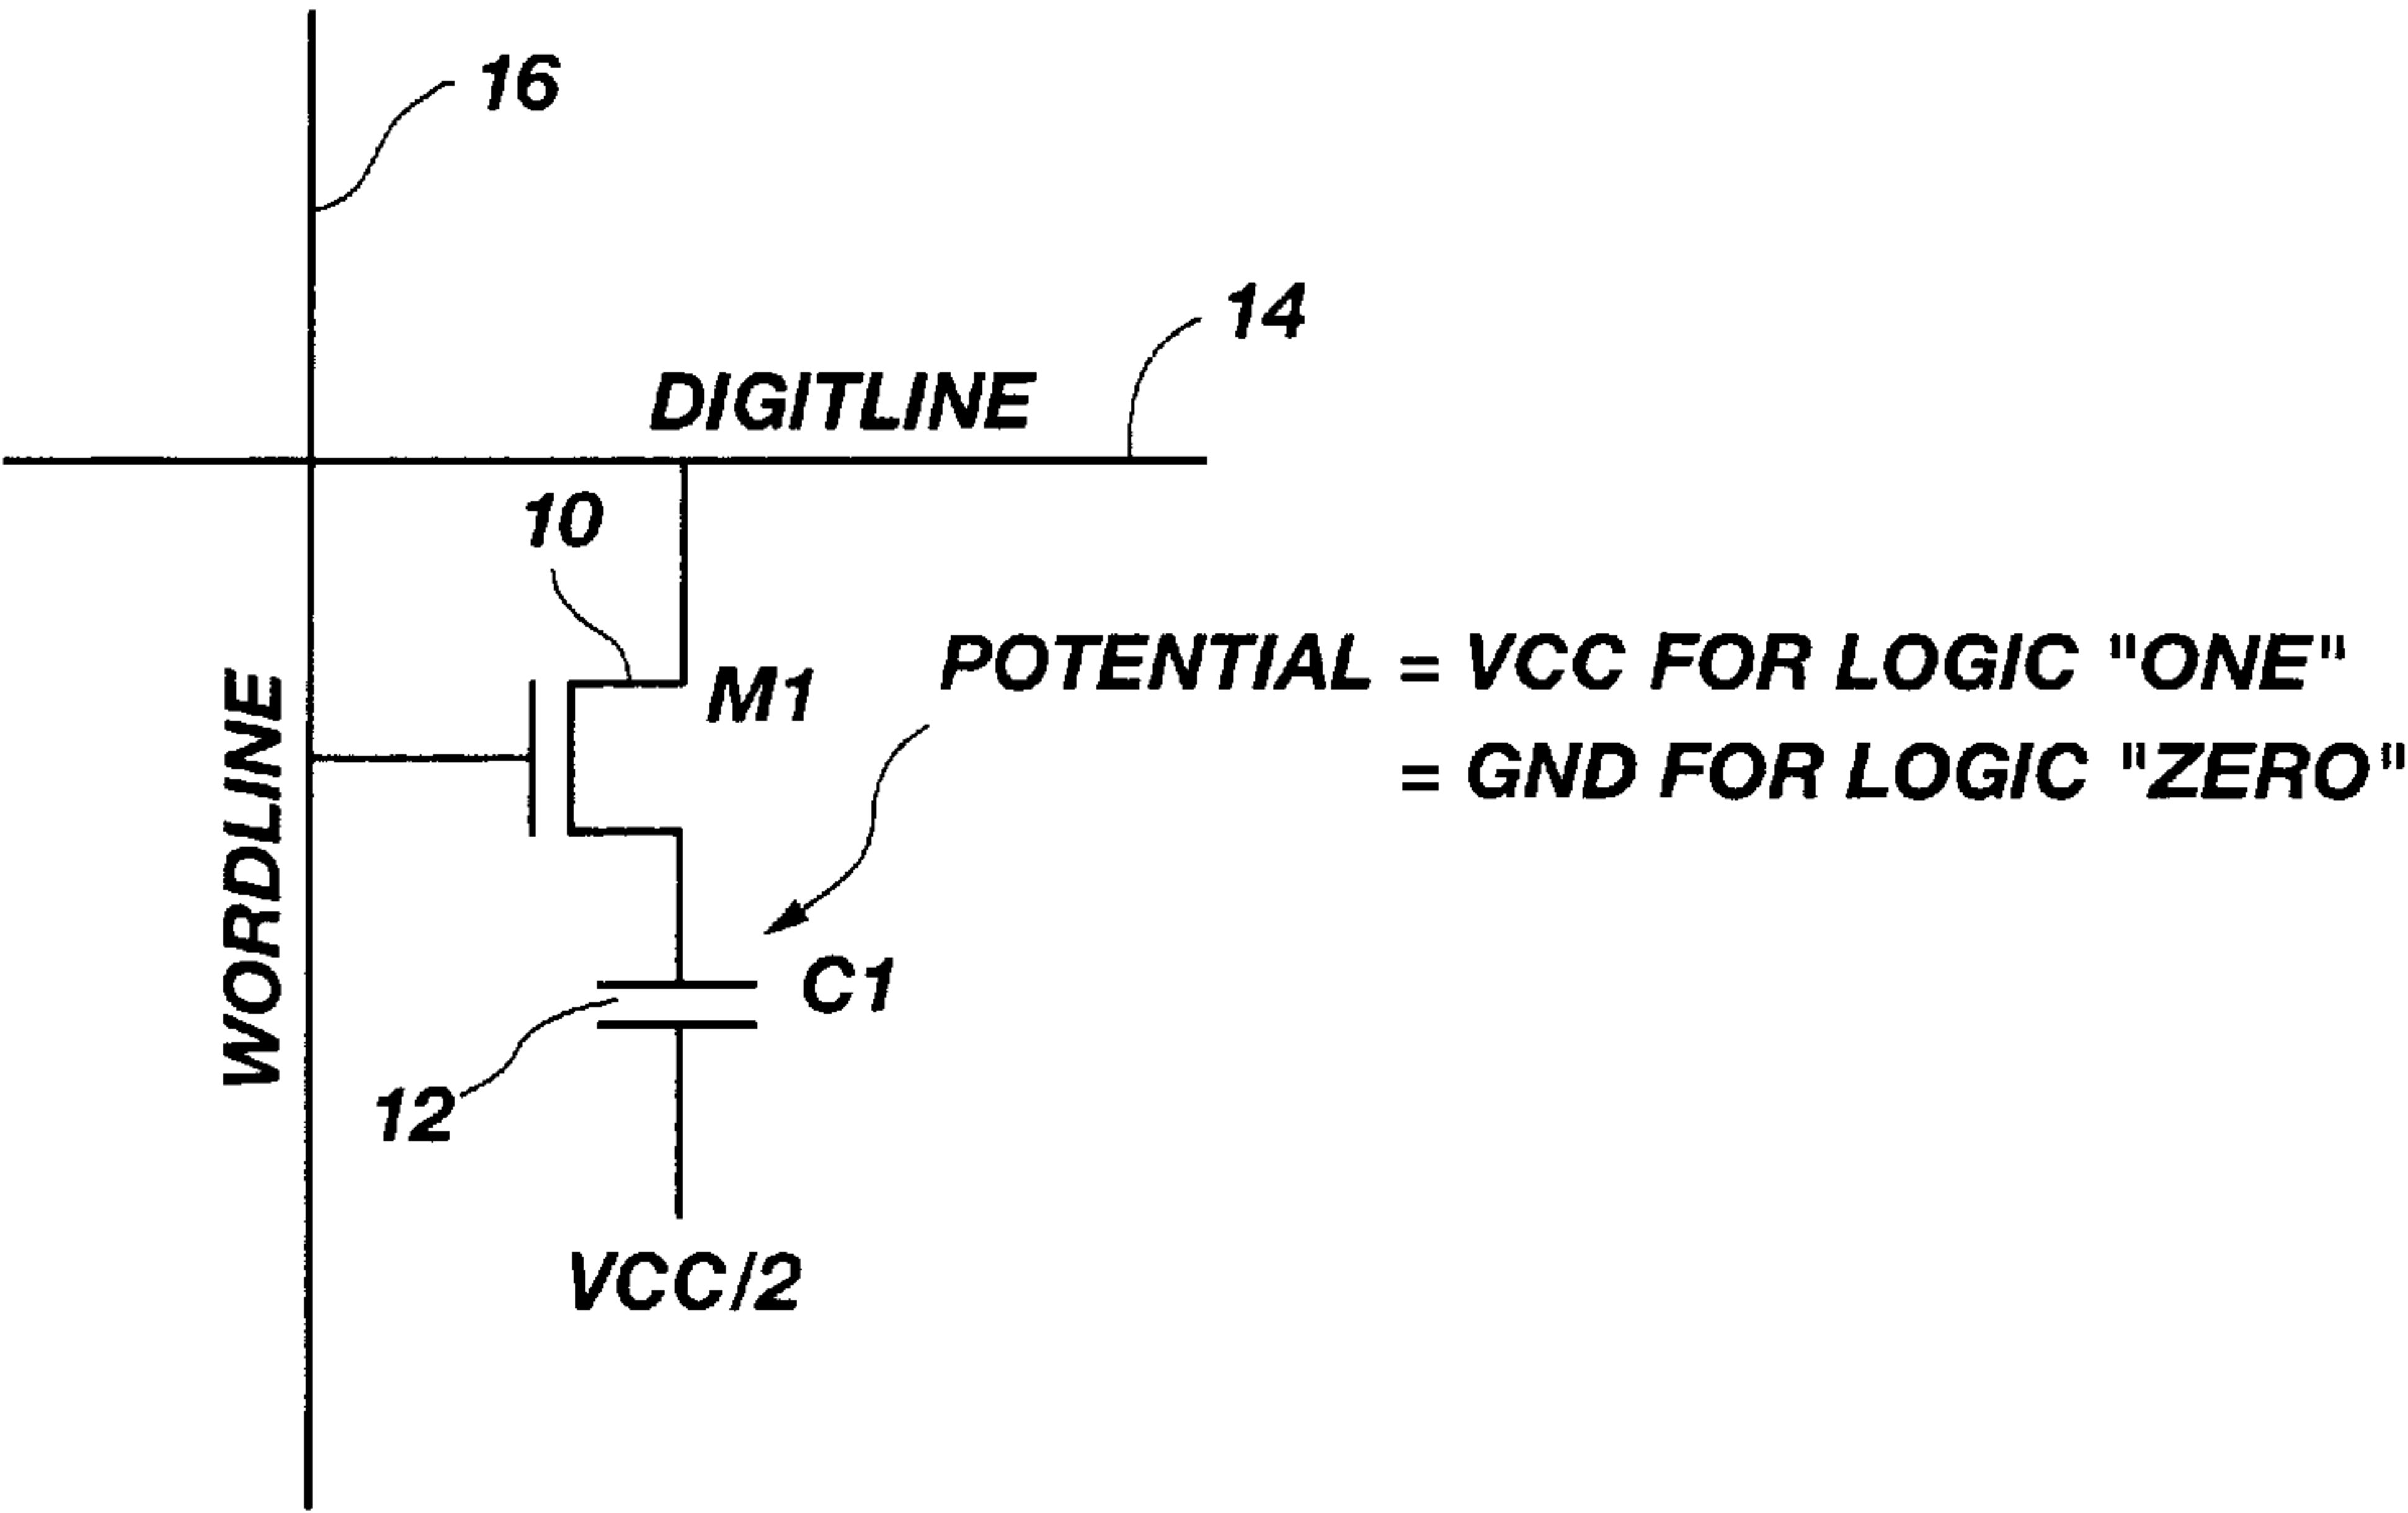 16
14
DIGITLINE
10
M1
POTENTIAL = VCC FOR LOGIC "ONE"
= GND FOR LOGIC "ZERO"
WORDLINE
C1
12
VCC/2